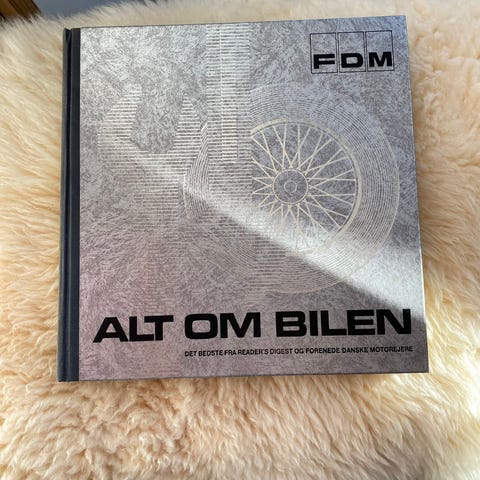 FDM
ALT OM BILEN
DET BEDSTE FRA READER'S DIGEST OG FORENEDE DANSKE MOTOREJERE